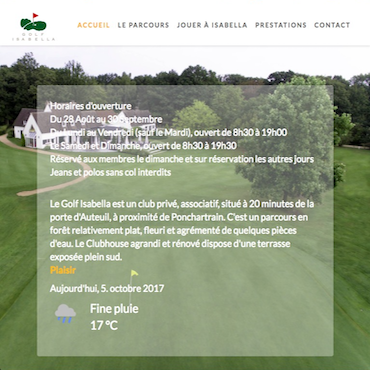 GOLF
ISABELLA
ACCUEIL LE PARCOURS JOUER À ISABELLA PRESTATIONS CONTACT
Horaires d'ouverture
Du 28 Août au 30 Septembre
Du Lundi au Vendredi (sauf le Mardi), ouvert de 8h30 à 19h00
Le Samedi et Dimanche, ouvert de 8h30 à 19h30
Réservé aux membres le dimanche et sur réservation les autres jours
Jeans et polos sans col interdits
Le Golf Isabella est un club privé, associatif, situé à 20 minutes de la
porte d'Auteuil, à proximité de Ponchartrain. C'est un parcours en
forêt relativement plat, fleuri et agrémenté de quelques pièces
d'eau. Le Clubhouse agrandi et rénové dispose d'une terrasse
exposée plein sud.
Plaisir
Aujourd'hui, 5. octobre 2017
Fine pluie
17 °C